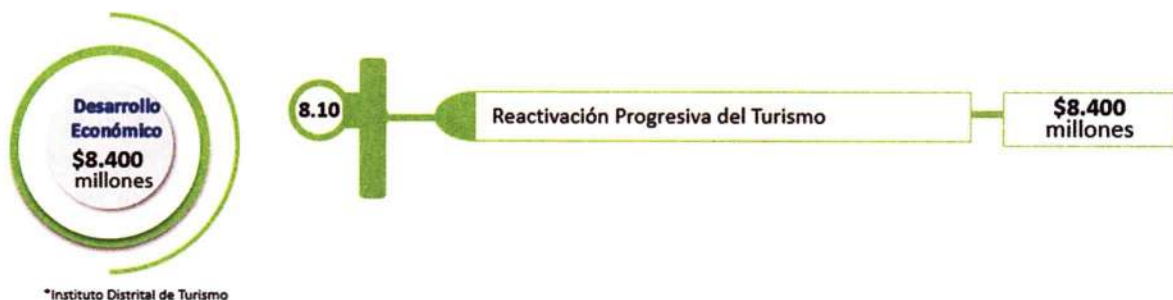 Desarrollo
Económico
$8.400
millones
8.10
Reactivación Progresiva del Turismo
$8.400
millones
*Instituto Distrital de Turismo